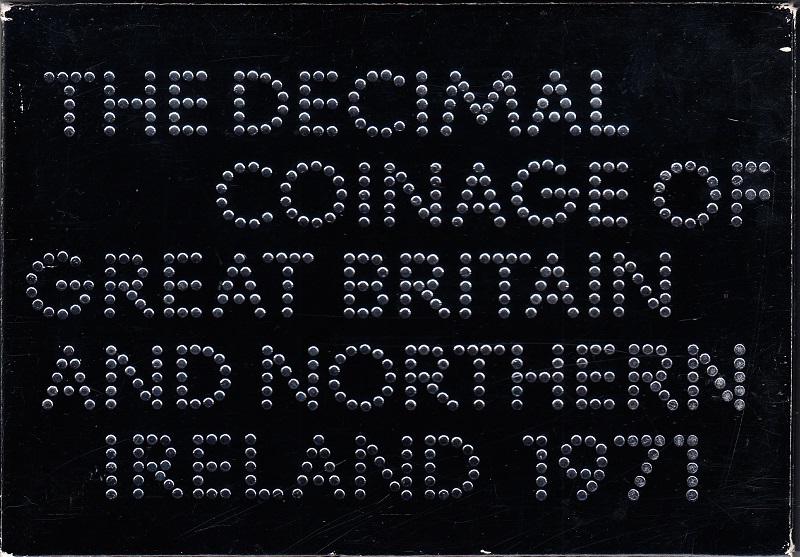 THE DECIMAL
COINAGE OF
GREAT BRITAIN
AND NORTHERN
IRELAND 1971